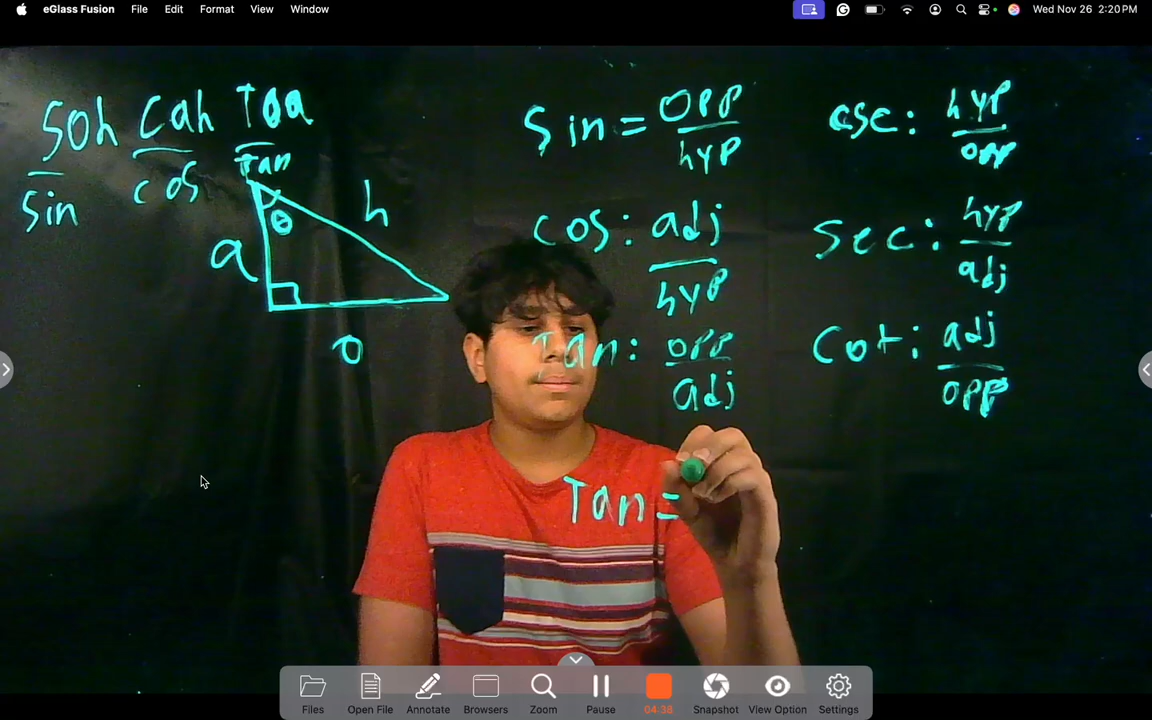 eGlass Fusion File Edit Format View Window Wed Nov 26 2:20 PM
Soh Cah Toa
sin cos Tan
θ
h
a
o
Sin = opp/hyp
csc: hyp/opp
cos: adj/hyp
Sec: hyp/adj
Tan: opp/adj
Cot: adj/opp
Tan =
04:38
Files Open File Annotate Browsers Zoom Pause Snapshot View Option Settings